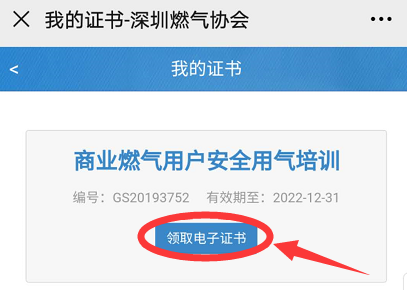 我的证书-深圳燃气协会
我的证书
商业燃气用户安全用气培训
编号：GS20193752 有效期至：2022-12-31
领取电子证书